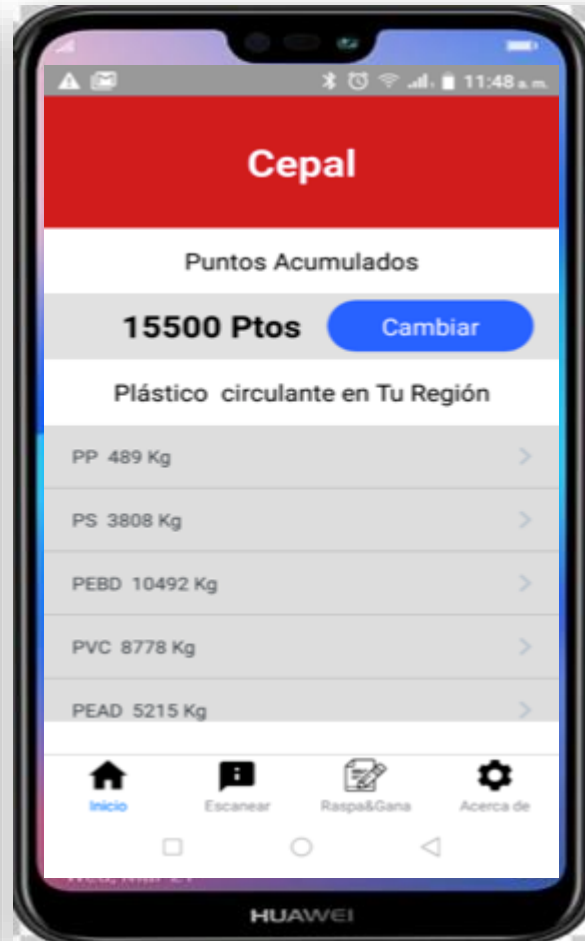 11:48 a. m.
Cepal
Puntos Acumulados
15500 Ptos Cambiar
Plástico circulante en Tu Región
PP 489 Kg
PS 3808 Kg
PEBD 10492 Kg
PVC 8778 Kg
PEAD 5215 Kg
Inicio Escanear Raspa&Gana Acerca de
HUAWEI